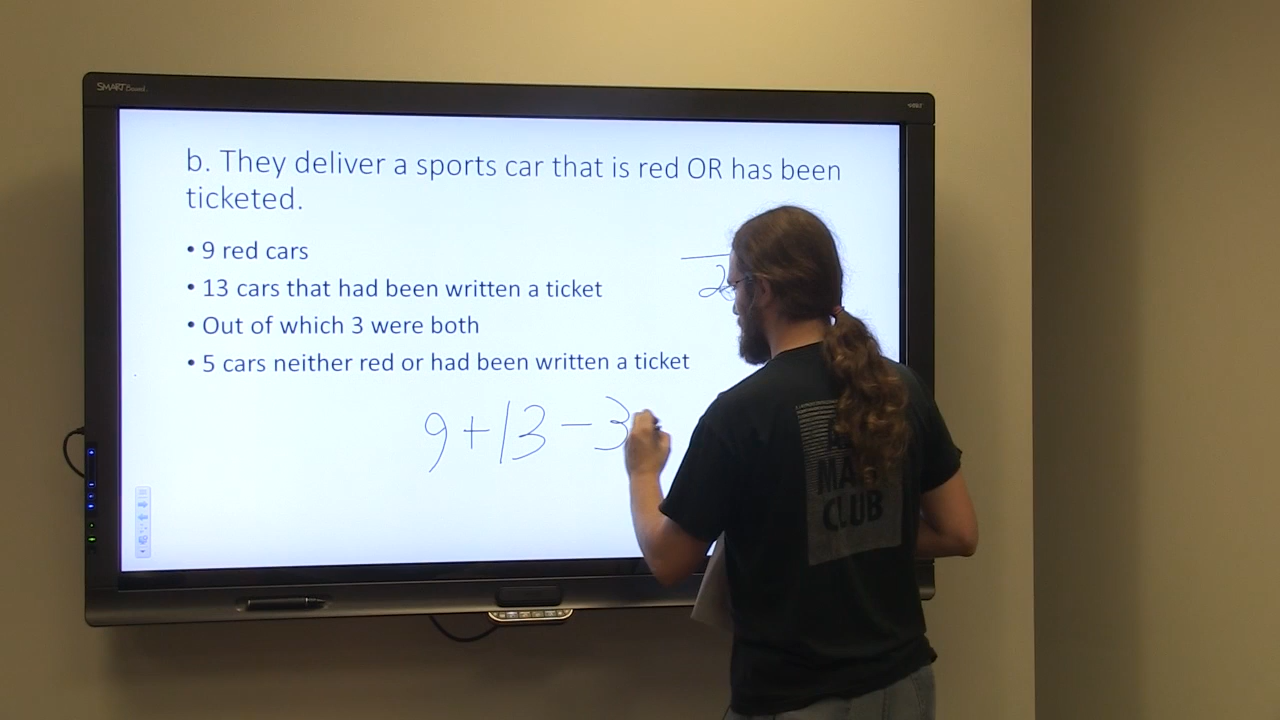 SMART Board
b. They deliver a sports car that is red OR has been
ticketed.
• 9 red cars
• 13 cars that had been written a ticket
• Out of which 3 were both
• 5 cars neither red or had been written a ticket
9+13-3
MATH
CLUB